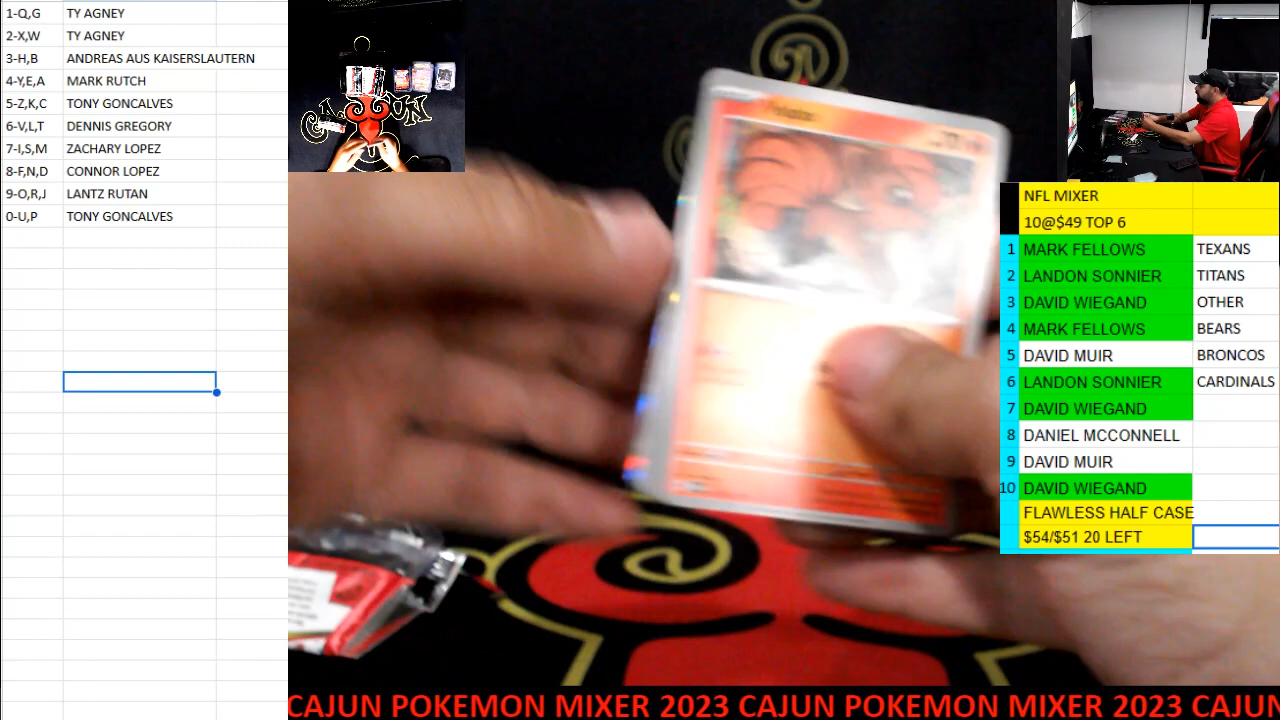 1-Q,G TY AGNEY
2-X,W TY AGNEY
3-H,B ANDREAS AUS KAISERSLAUTERN
4-Y,E,A MARK RUTCH
5-Z,K,C TONY GONCALVES
6-V,L,T DENNIS GREGORY
7-I,S,M ZACHARY LOPEZ
8-F,N,D CONNOR LOPEZ
9-O,R,J LANTZ RUTAN
0-U,P TONY GONCALVES
NFL MIXER
10@$49 TOP 6
1 MARK FELLOWS TEXANS
2 LANDON SONNIER TITANS
3 DAVID WIEGAND OTHER
4 MARK FELLOWS BEARS
5 DAVID MUIR BRONCOS
6 LANDON SONNIER CARDINALS
7 DAVID WIEGAND
8 DANIEL MCCONNELL
9 DAVID MUIR
10 DAVID WIEGAND
FLAWLESS HALF CASE
$54/$51 20 LEFT
CAJUN POKEMON MIXER 2023 CAJUN POKEMON MIXER 2023 CAJUN